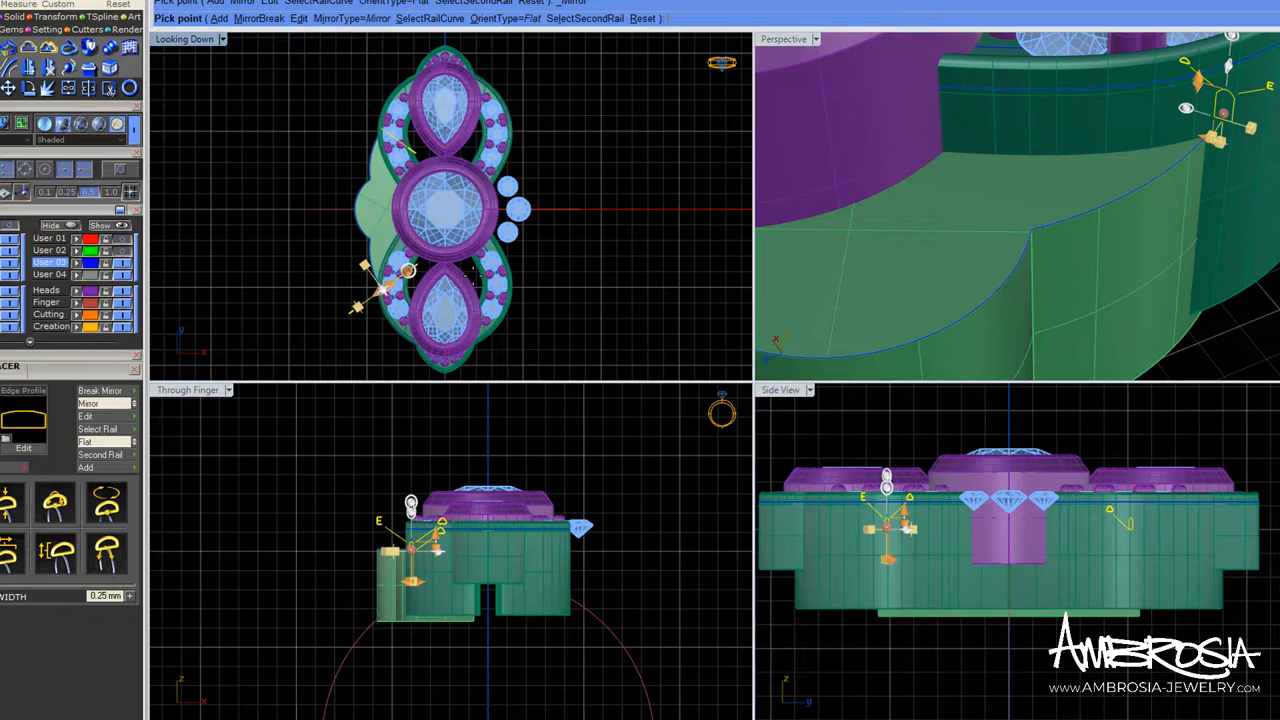 Measure Custom Reset
Solid Transform TSpline Art
Gems Setting Cutters Render
Shaded
0.1 0.25 0.5 1.0
Hide Show
User 01
User 02
User 03
User 04
Heads
Finger
Cutting
Creation
ACER
Edge Profile
Edit
Break Mirror
Mirror
Edit
Select Rail
Flat
Second Rail
Add
WIDTH 0.25 mm
Pick point ( Add MirrorBreak Edit MirrorType=Mirror SelectRailCurve OrientType=Flat SelectSecondRail Reset ):
Looking Down
y
x
Perspective
D
E
x
Through Finger
E
D
z
x
Side View
E
D
D
z
y
AMBROSIA
WWW.AMBROSIA-JEWELRY.COM